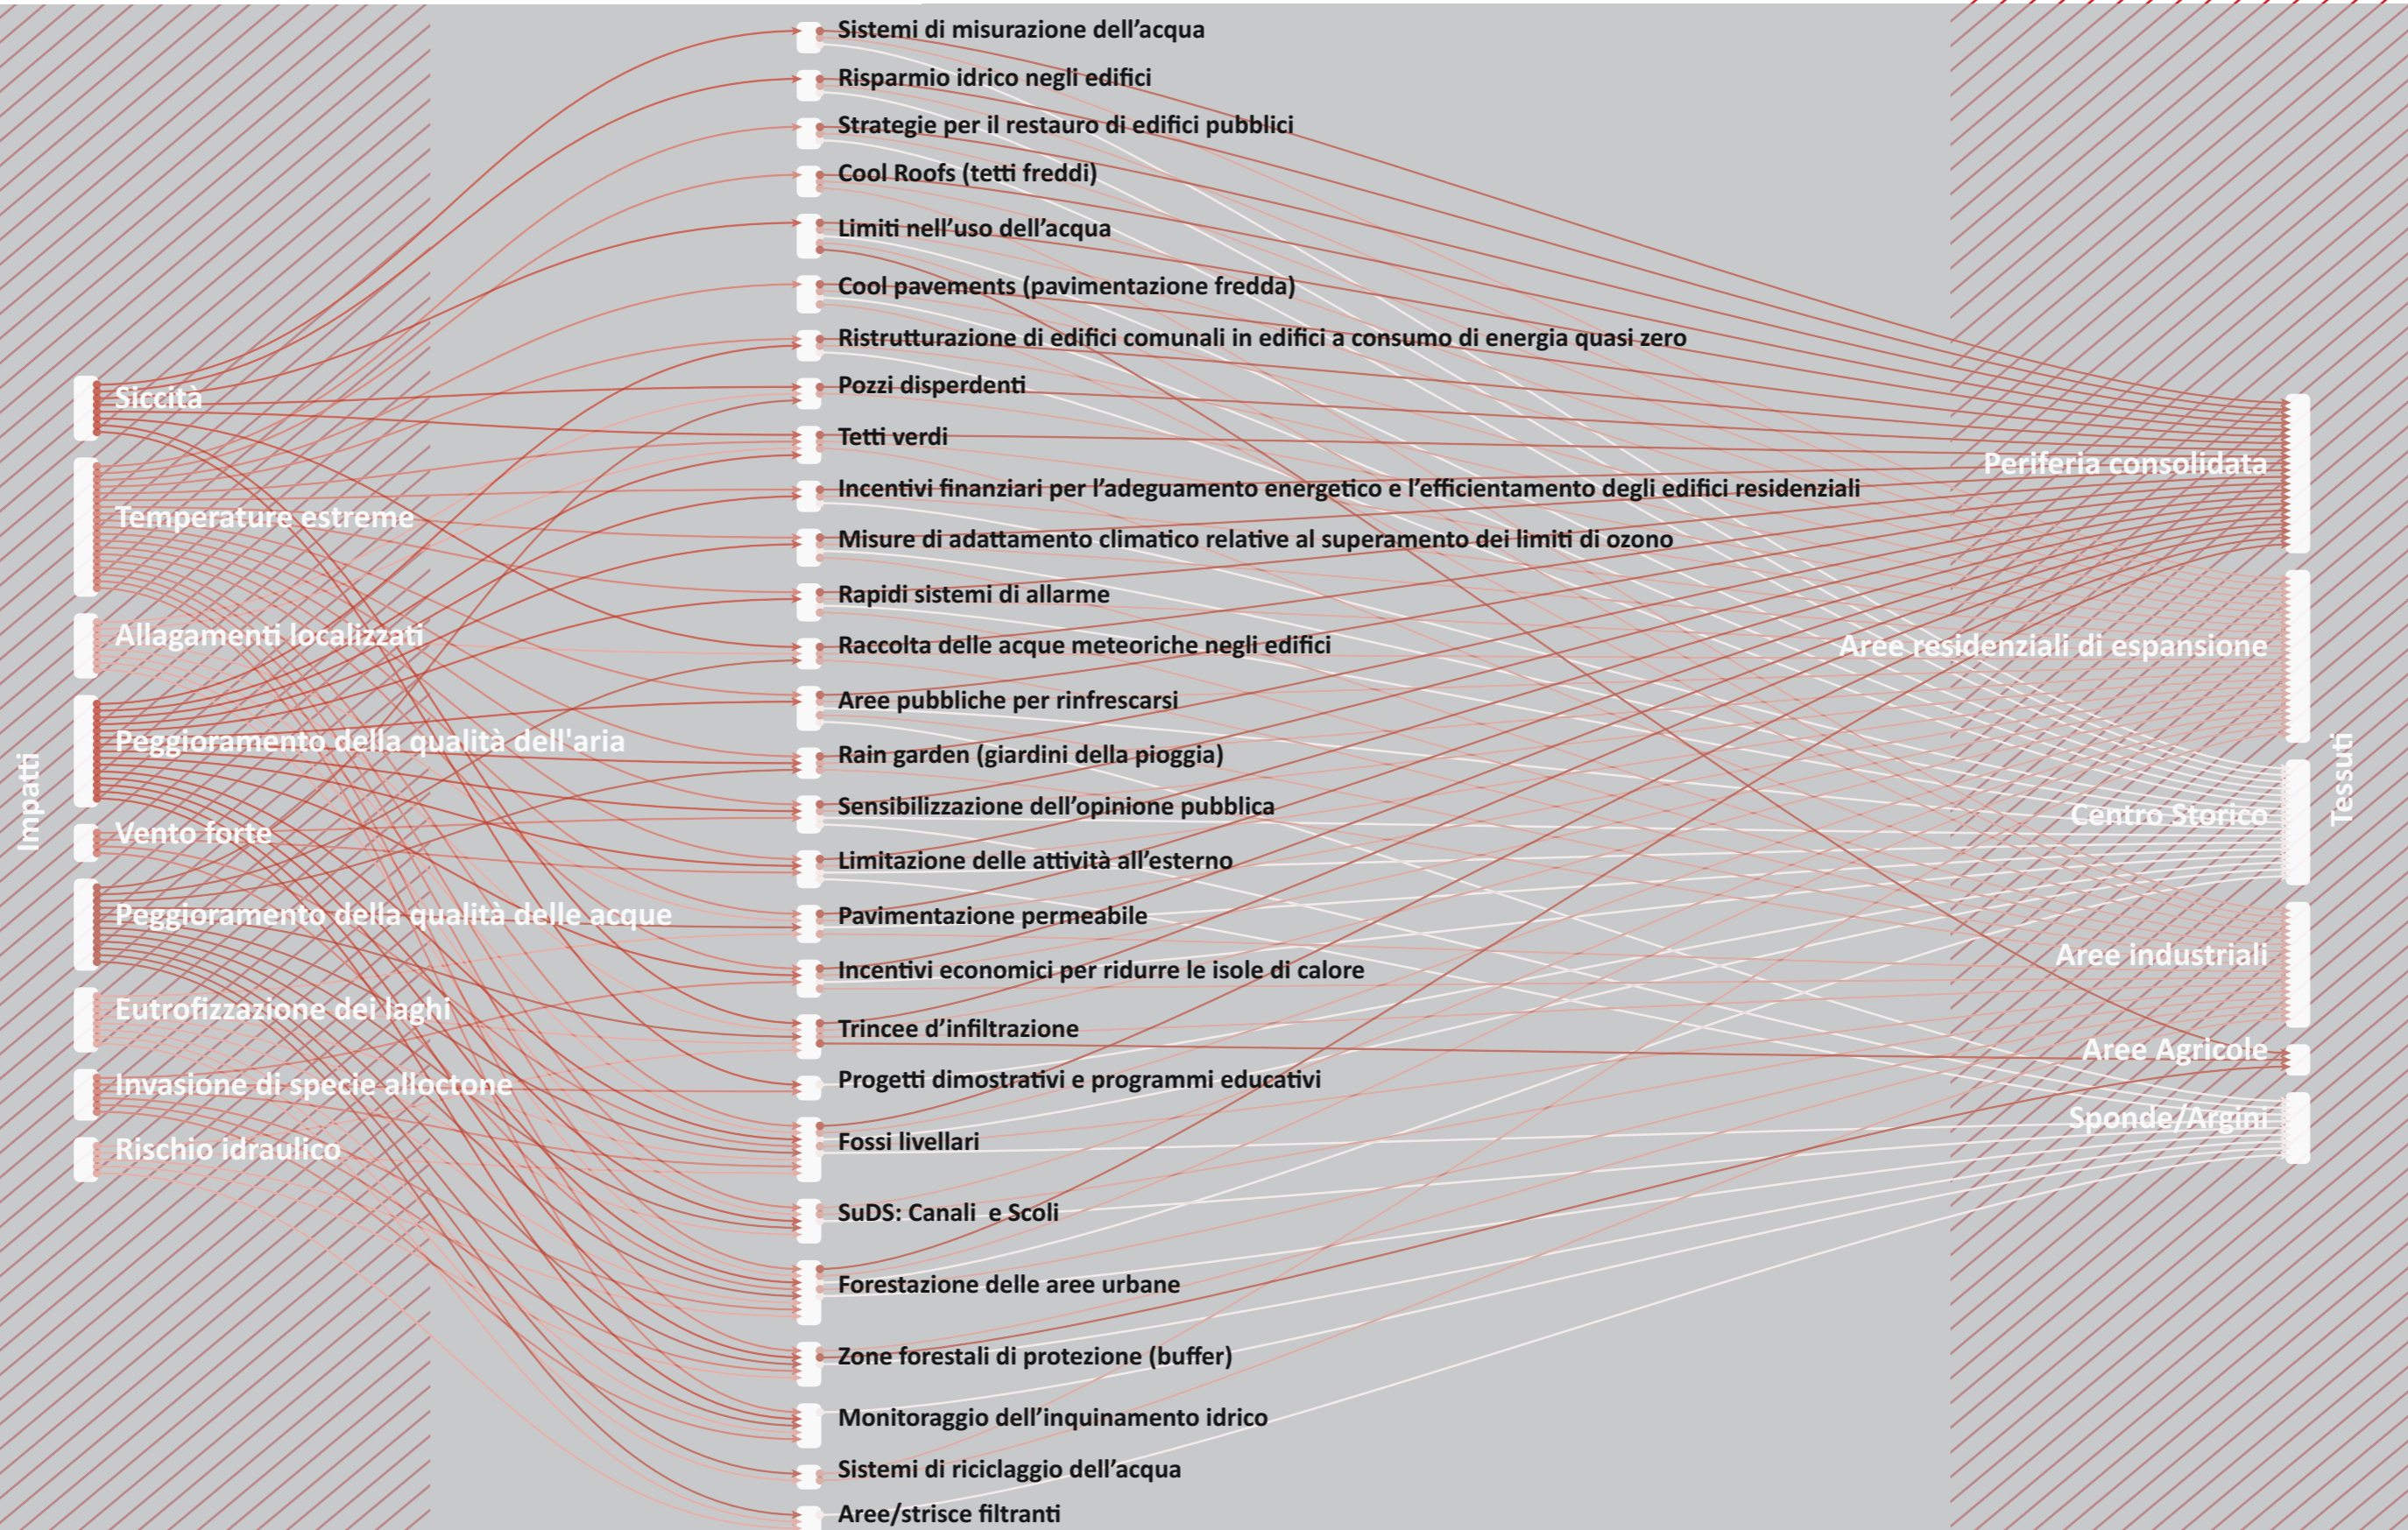 Impatti
Siccità
Temperature estreme
Allagamenti localizzati
Peggioramento della qualità dell'aria
Vento forte
Peggioramento della qualità delle acque
Eutrofizzazione dei laghi
Invasione di specie alloctone
Rischio idraulico
Sistemi di misurazione dell’acqua
Risparmio idrico negli edifici
Strategie per il restauro di edifici pubblici
Cool Roofs (tetti freddi)
Limiti nell’uso dell’acqua
Cool pavements (pavimentazione fredda)
Ristrutturazione di edifici comunali in edifici a consumo di energia quasi zero
Pozzi disperdenti
Tetti verdi
Incentivi finanziari per l’adeguamento energetico e l’efficientamento degli edifici residenziali
Misure di adattamento climatico relative al superamento dei limiti di ozono
Rapidi sistemi di allarme
Raccolta delle acque meteoriche negli edifici
Aree pubbliche per rinfrescarsi
Rain garden (giardini della pioggia)
Sensibilizzazione dell’opinione pubblica
Limitazione delle attività all’esterno
Pavimentazione permeabile
Incentivi economici per ridurre le isole di calore
Trincee d’infiltrazione
Progetti dimostrativi e programmi educativi
Fossi livellari
SuDS: Canali  e Scoli
Forestazione delle aree urbane
Zone forestali di protezione (buffer)
Monitoraggio dell’inquinamento idrico
Sistemi di riciclaggio dell’acqua
Aree/strisce filtranti
Periferia consolidata
Aree residenziali di espansione
Centro Storico
Aree industriali
Aree Agricole
Sponde/Argini
Tessuti